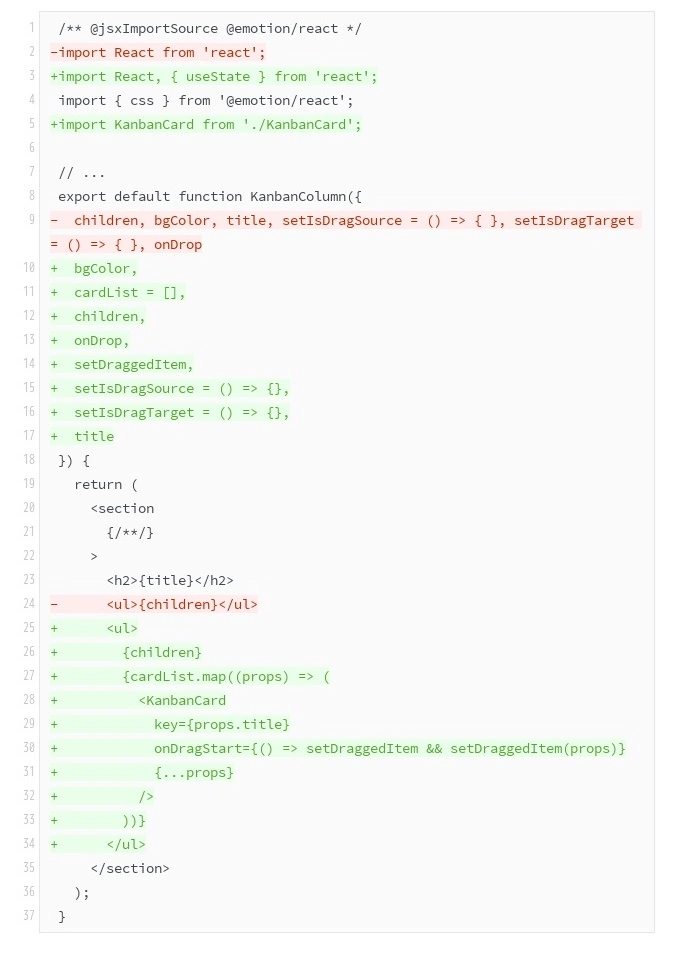 1 /** @jsxImportSource @emotion/react */
2 -import React from 'react';
3 +import React, { useState } from 'react';
4 import { css } from '@emotion/react';
5 +import KanbanCard from './KanbanCard';
6
7 // ...
8 export default function KanbanColumn({
9 -  children, bgColor, title, setIsDragSource = () => { }, setIsDragTarget
= () => { }, onDrop
10 +  bgColor,
11 +  cardList = [],
12 +  children,
13 +  onDrop,
14 +  setDraggedItem,
15 +  setIsDragSource = () => {},
16 +  setIsDragTarget = () => {},
17 +  title
18 }) {
19   return (
20     <section
21       {/**/}
22     >
23       <h2>{title}</h2>
24 -      <ul>{children}</ul>
25 +      <ul>
26 +        {children}
27 +        {cardList.map((props) => (
28 +          <KanbanCard
29 +            key={props.title}
30 +            onDragStart={() => setDraggedItem && setDraggedItem(props)}
31 +            {...props}
32 +          />
33 +        ))}
34 +      </ul>
35     </section>
36   );
37 }